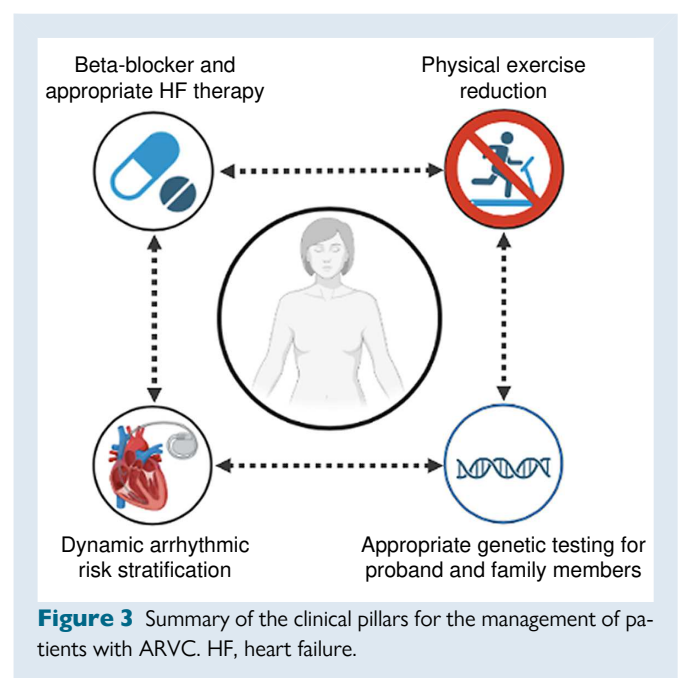 Beta-blocker and
appropriate HF therapy
Physical exercise
reduction
Dynamic arrhythmic
risk stratification
Appropriate genetic testing for
proband and family members
Figure 3 Summary of the clinical pillars for the management of pa-
tients with ARVC. HF, heart failure.